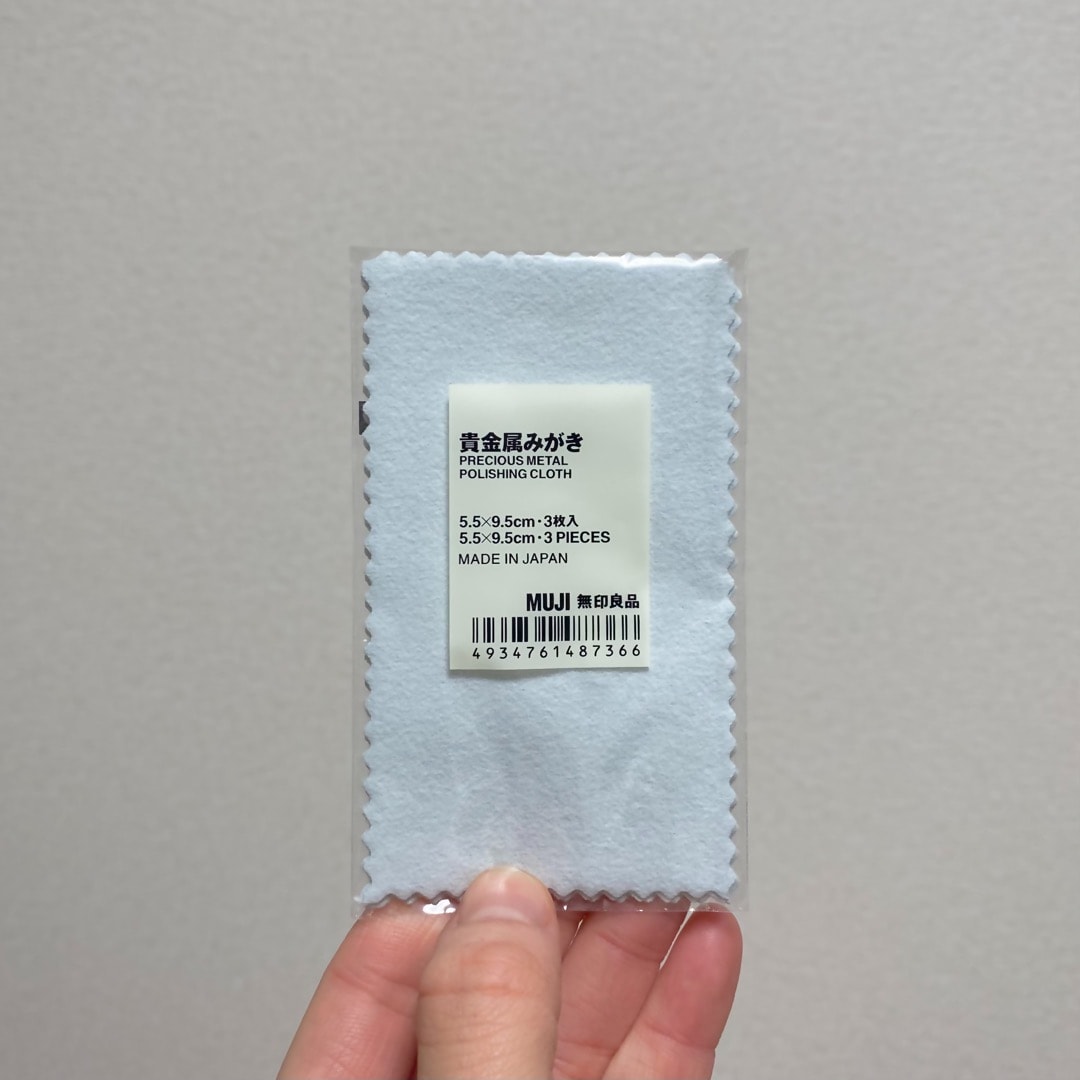 貴金属みがき
PRECIOUS METAL
POLISHING CLOTH
5.5×9.5cm・3枚入
5.5×9.5cm・3 PIECES
MADE IN JAPAN
MUJI 無印良品
4934761487366